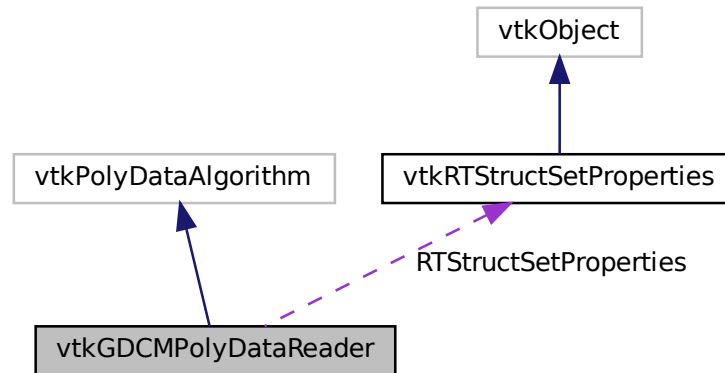 vtkObject
vtkPolyDataAlgorithm
vtkRTStructSetProperties
RTStructSetProperties
vtkGDCMPolyDataReader